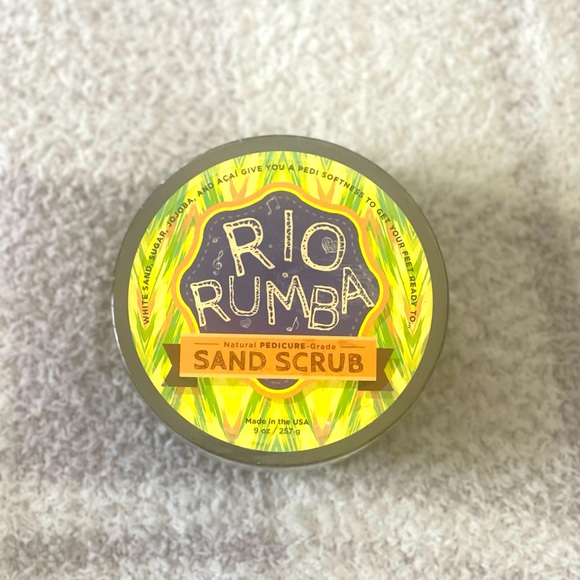 WHITE SAND, SUGAR, JOJOBA, AND AÇAÍ GIVE YOU A PEDI SOFTNESS TO GET YOUR FEET READY TO...
RIO
RUMBA
Natural PEDICURE-Grade
SAND SCRUB
Made in the USA
9 oz / 257 g